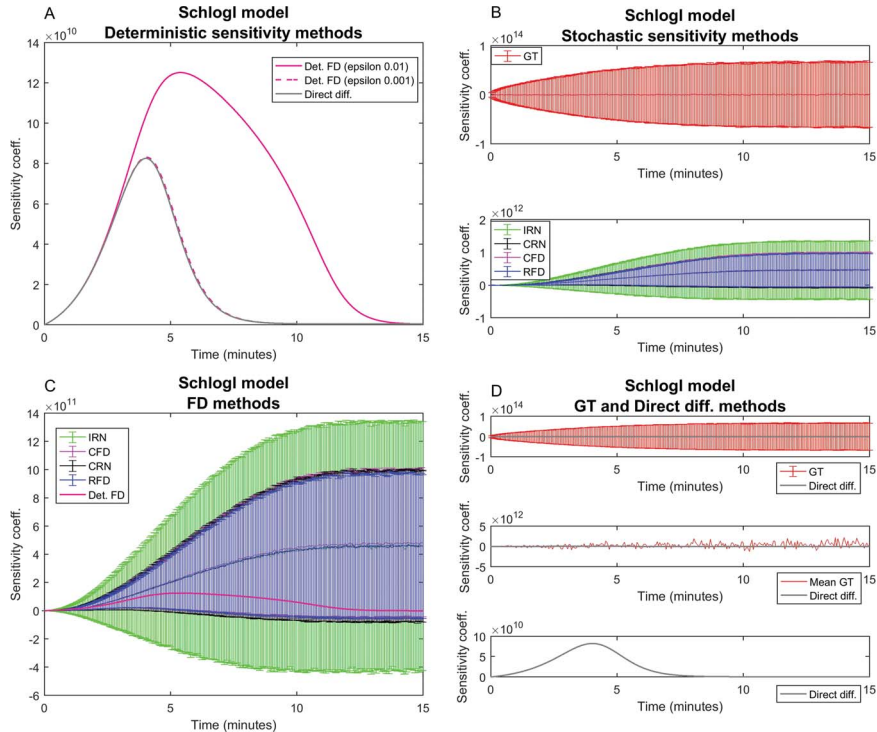 A
Schlogl model
Deterministic sensitivity methods
×10^10
14
12
10
8
6
4
2
0
Sensitivity coeff.
Det. FD (epsilon 0.01)
Det. FD (epsilon 0.001)
Direct diff.
0 5 10 15
Time (minutes)
B
Schlogl model
Stochastic sensitivity methods
×10^14
1
0
-1
Sensitivity coeff.
GT
0 5 10 15
Time (minutes)
×10^12
2
1
0
-1
Sensitivity coeff.
IRN
CRN
CFD
RFD
0 5 10 15
Time (minutes)
C
Schlogl model
FD methods
×10^11
14
12
10
8
6
4
2
0
-2
-4
-6
Sensitivity coeff.
IRN
CFD
CRN
RFD
Det. FD
0 5 10 15
Time (minutes)
D
Schlogl model
GT and Direct diff. methods
×10^14
1
0
-1
Sensitivity coeff.
0 5 10 15
Time (minutes)
GT
Direct diff.
×10^12
5
0
-5
Sensitivity coeff.
0 5 10 15
Time (minutes)
Mean GT
Direct diff.
×10^10
10
5
0
Sensitivity coeff.
0 5 10 15
Time (minutes)
Direct diff.